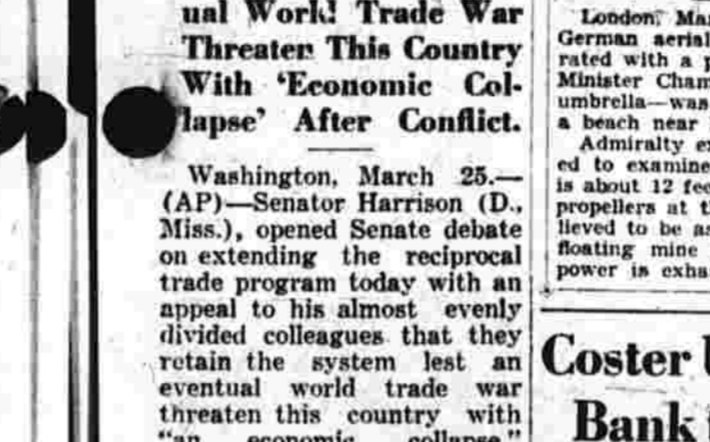 ual World Trade War
Threaten This Country
With 'Economic Col-
lapse' After Conflict.
Washington, March 25.—
(AP)—Senator Harrison (D.,
Miss.), opened Senate debate
on extending the reciprocal
trade program today with an
appeal to his almost evenly
divided colleagues that they
retain the system lest an
eventual world trade war
threaten this country with
"an economic collapse"
London, Mar
German aerial
rated with a p
Minister Cham
umbrella—was
a beach near
Admiralty ex
ed to examine
is about 12 fee
propellers at t
lieved to be as
floating mine
power is exha
Coster
Bank